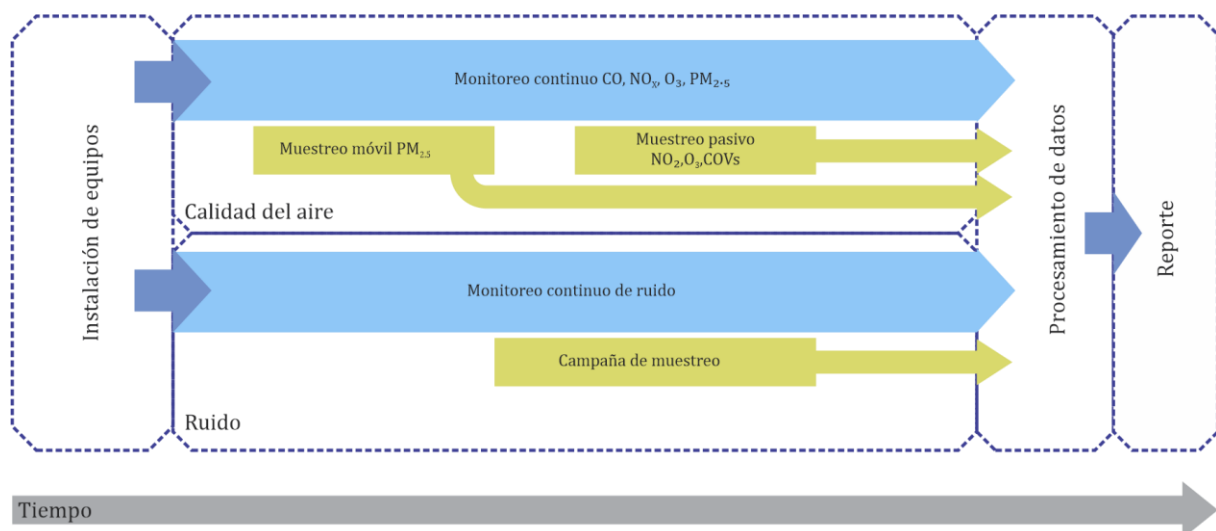 Instalación de equipos
Monitoreo continuo CO, NOₓ, O₃, PM₂.₅
Muestreo móvil PM₂.₅
Muestreo pasivo
NO₂,O₃,COVs
Calidad del aire
Monitoreo continuo de ruido
Campaña de muestreo
Ruido
Procesamiento de datos
Reporte
Tiempo